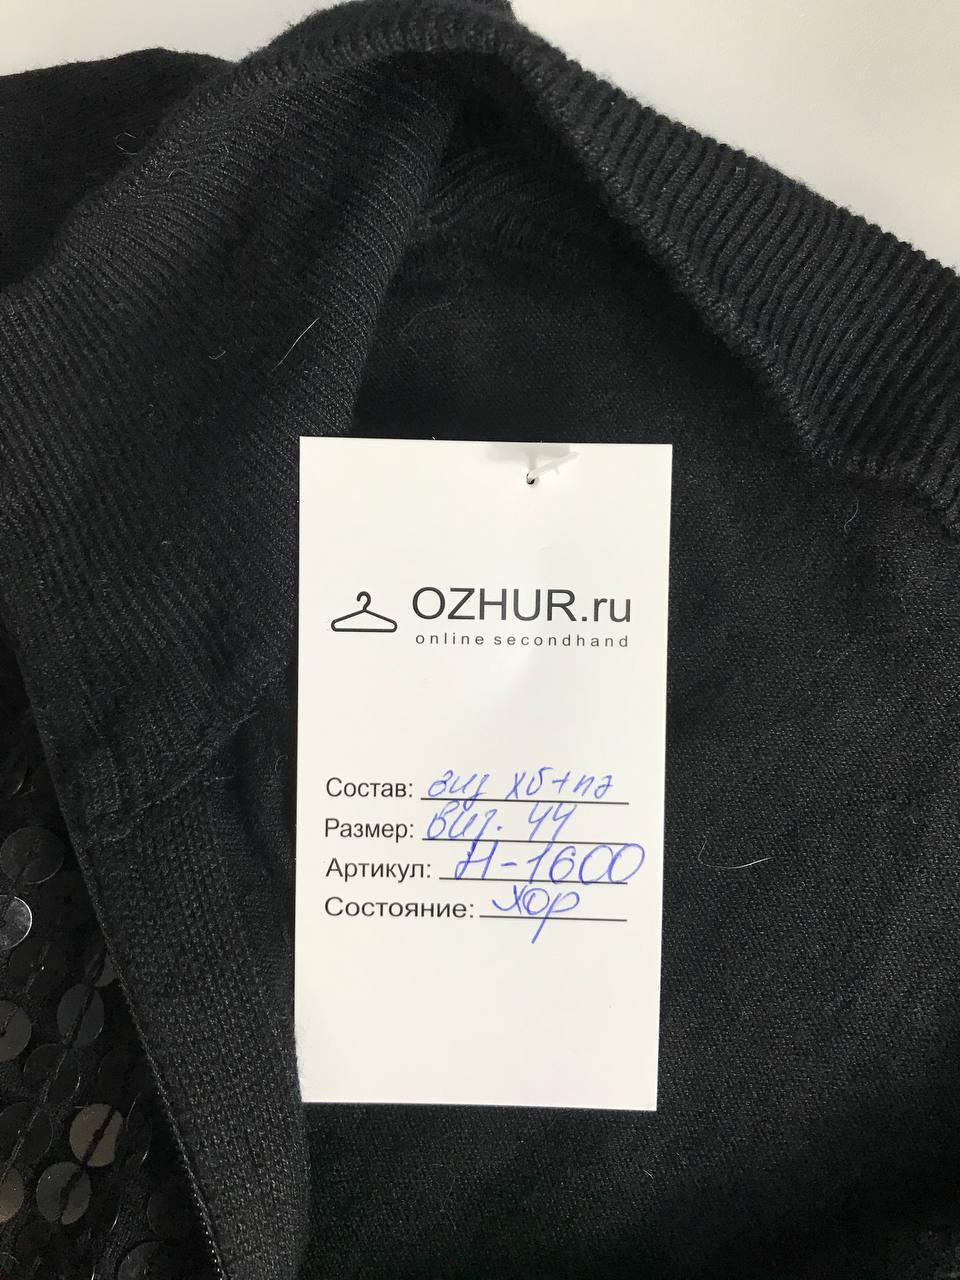 OZHUR.ru
online secondhand
Состав: виз хб+пэ
Размер: виз. 44
Артикул: Н-1600
Состояние: хор